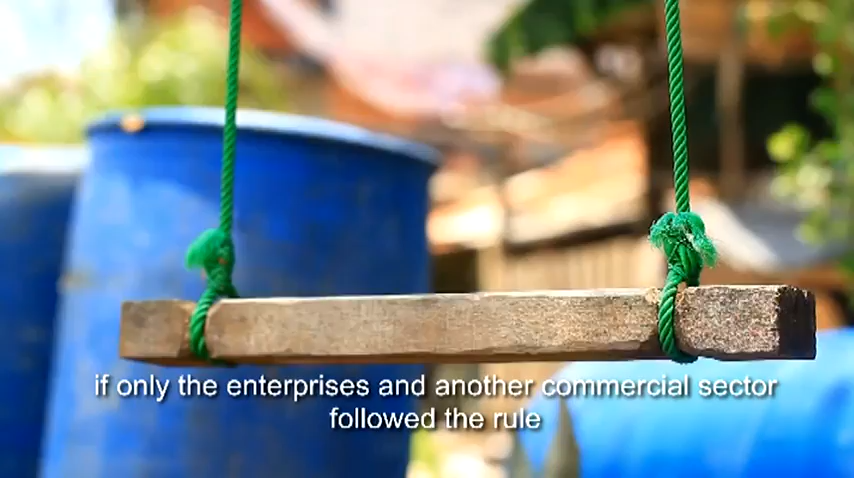 if only the enterprises and another commercial sector
followed the rule